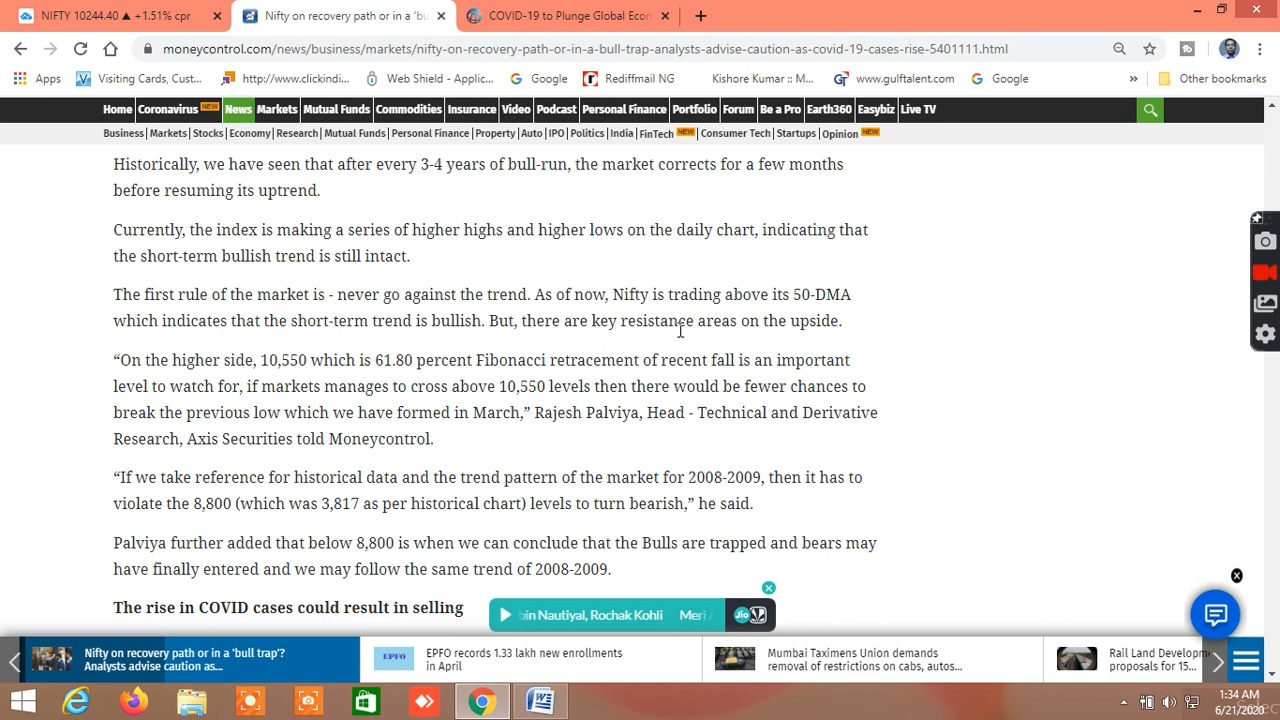 NIFTY 10244.40 ▲ +1.51% cpr
Nifty on recovery path or in a 'bu
COVID-19 to Plunge Global Econ
moneycontrol.com/news/business/markets/nifty-on-recovery-path-or-in-a-bull-trap-analysts-advise-caution-as-covid-19-cases-rise-5401111.html
Apps
Visiting Cards, Cust...
http://www.clickindi...
Web Shield - Applic...
Google
Rediffmail NG
Kishore Kumar :: M...
www.gulftalent.com
Google
»
Other bookmarks
Home Coronavirus NEW News Markets Mutual Funds Commodities Insurance Video Podcast Personal Finance Portfolio Forum Be a Pro Earth360 Easybiz Live TV
Business | Markets | Stocks | Economy | Research | Mutual Funds | Personal Finance | Property | Auto | IPO | Politics | India | FinTech NEW | Consumer Tech | Startups | Opinion NEW
Historically, we have seen that after every 3-4 years of bull-run, the market corrects for a few months
before resuming its uptrend.
Currently, the index is making a series of higher highs and higher lows on the daily chart, indicating that
the short-term bullish trend is still intact.
The first rule of the market is - never go against the trend. As of now, Nifty is trading above its 50-DMA
which indicates that the short-term trend is bullish. But, there are key resistance areas on the upside.
“On the higher side, 10,550 which is 61.80 percent Fibonacci retracement of recent fall is an important
level to watch for, if markets manages to cross above 10,550 levels then there would be fewer chances to
break the previous low which we have formed in March,” Rajesh Palviya, Head - Technical and Derivative
Research, Axis Securities told Moneycontrol.
“If we take reference for historical data and the trend pattern of the market for 2008-2009, then it has to
violate the 8,800 (which was 3,817 as per historical chart) levels to turn bearish,” he said.
Palviya further added that below 8,800 is when we can conclude that the Bulls are trapped and bears may
have finally entered and we may follow the same trend of 2008-2009.
The rise in COVID cases could result in selling
bin Nautiyal, Rochak Kohli Meri
Jio
Nifty on recovery path or in a 'bull trap'?
Analysts advise caution as...
EPFO
EPFO records 1.33 lakh new enrollments
in April
Mumbai Taximens Union demands
removal of restrictions on cabs, autos...
Rail Land Developm
proposals for 15...
1:34 AM
6/21/2020